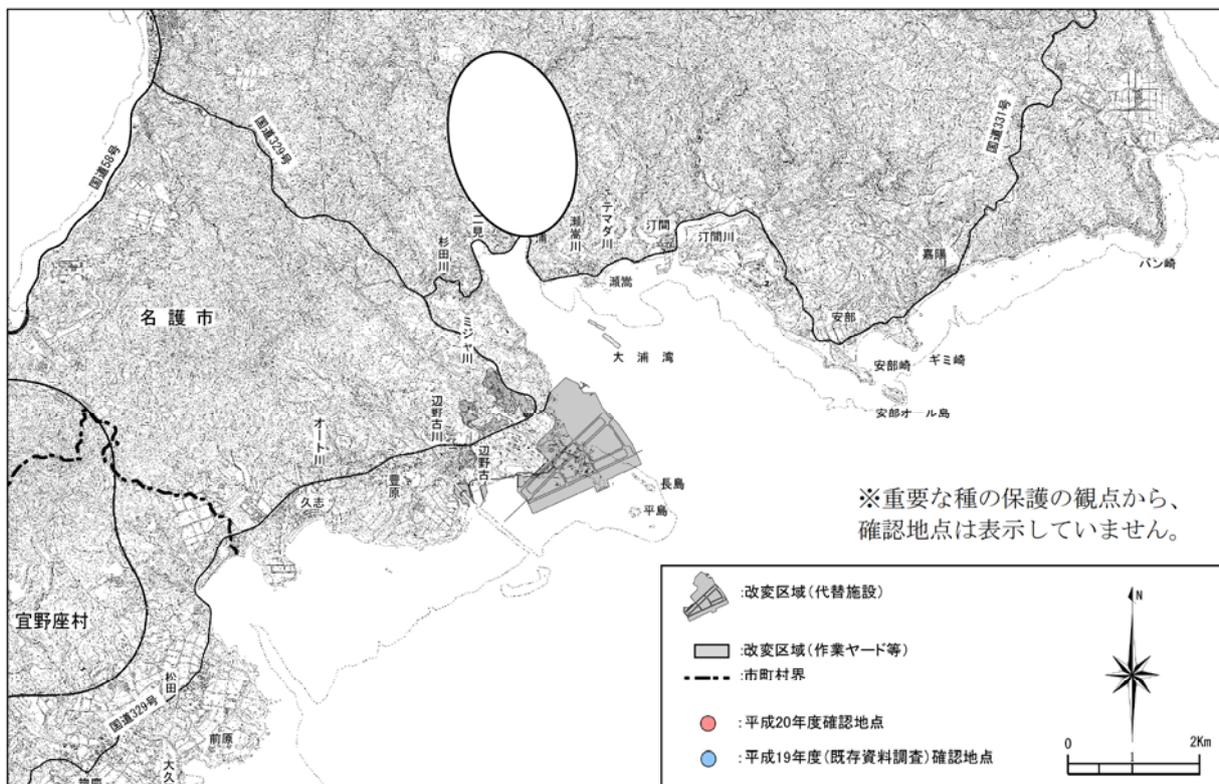 国道58号
国道329号
国道331号
二見
杉田川
瀬嵩川
テマダ川
汀間
汀間川
嘉陽
バン崎
瀬嵩
安部
ギミ崎
安部崎
安部オール島
名護市
ミジャ川
大浦湾
辺野古川
オート川
辺野古
豊原
久志
長島
平島
※重要な種の保護の観点から、
確認地点は表示していません。
宜野座村
松田
国道329号
前原
大久
:改変区域(代替施設)
:改変区域(作業ヤード等)
:市町村界
:平成20年度確認地点
:平成19年度(既存資料調査)確認地点
N
0 2Km